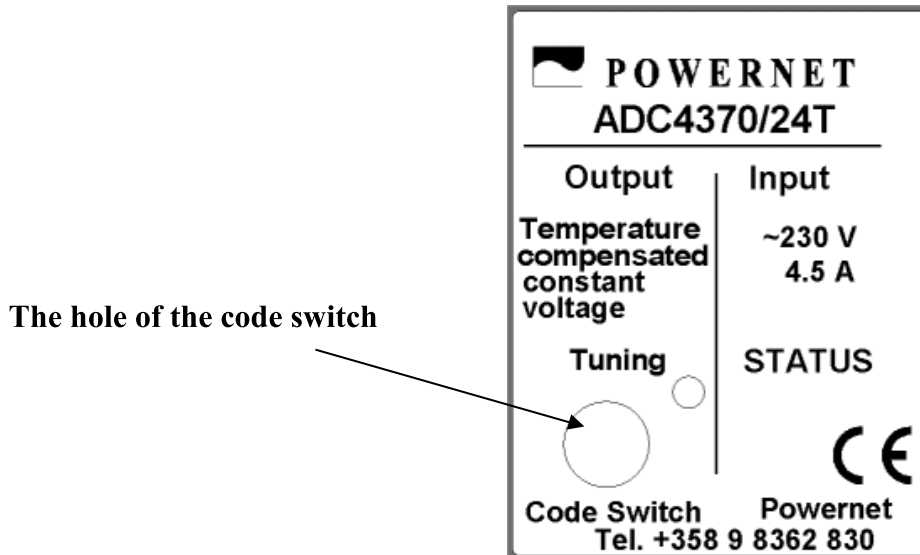 POWERNET
ADC4370/24T
Output
Input
Temperature
compensated
constant
voltage
~230 V
4.5 A
The hole of the code switch
Tuning
STATUS
CE
Code Switch
Powernet
Tel. +358 9 8362 830